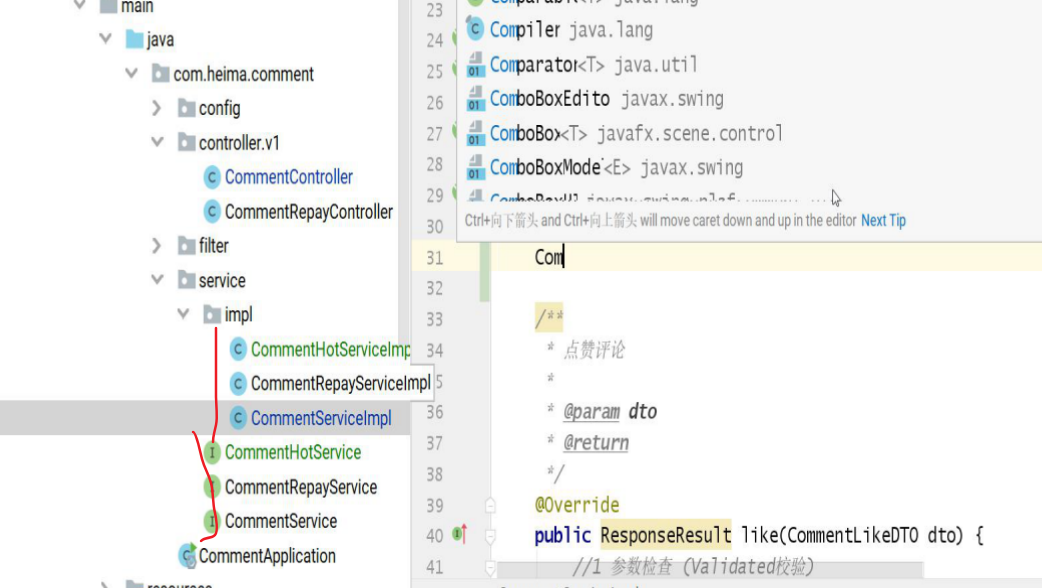 main
java
com.heima.comment
config
controller.v1
CommentController
CommentRepayController
filter
service
impl
CommentHotServiceImp
CommentRepayServiceImpl
CommentServiceImpl
CommentHotService
CommentRepayService
CommentService
CommentApplication
resources
23
24
Compiler java.lang
25
Comparator<T> java.util
26
ComboBoxEdito javax.swing
27
ComboBox<T> javafx.scene.control
28
ComboBoxMode<E> javax.swing
29
30
Ctrl+向下箭头 and Ctrl+向上箭头 will move caret down and up in the editor Next Tip
31 Com
32
33 /**
34 * 点赞评论
5 *
36 * @param dto
37 * @return
38 */
39 @Override
40 public ResponseResult like(CommentLikeDTO dto) {
41 //1 参数检查 (Validated校验)